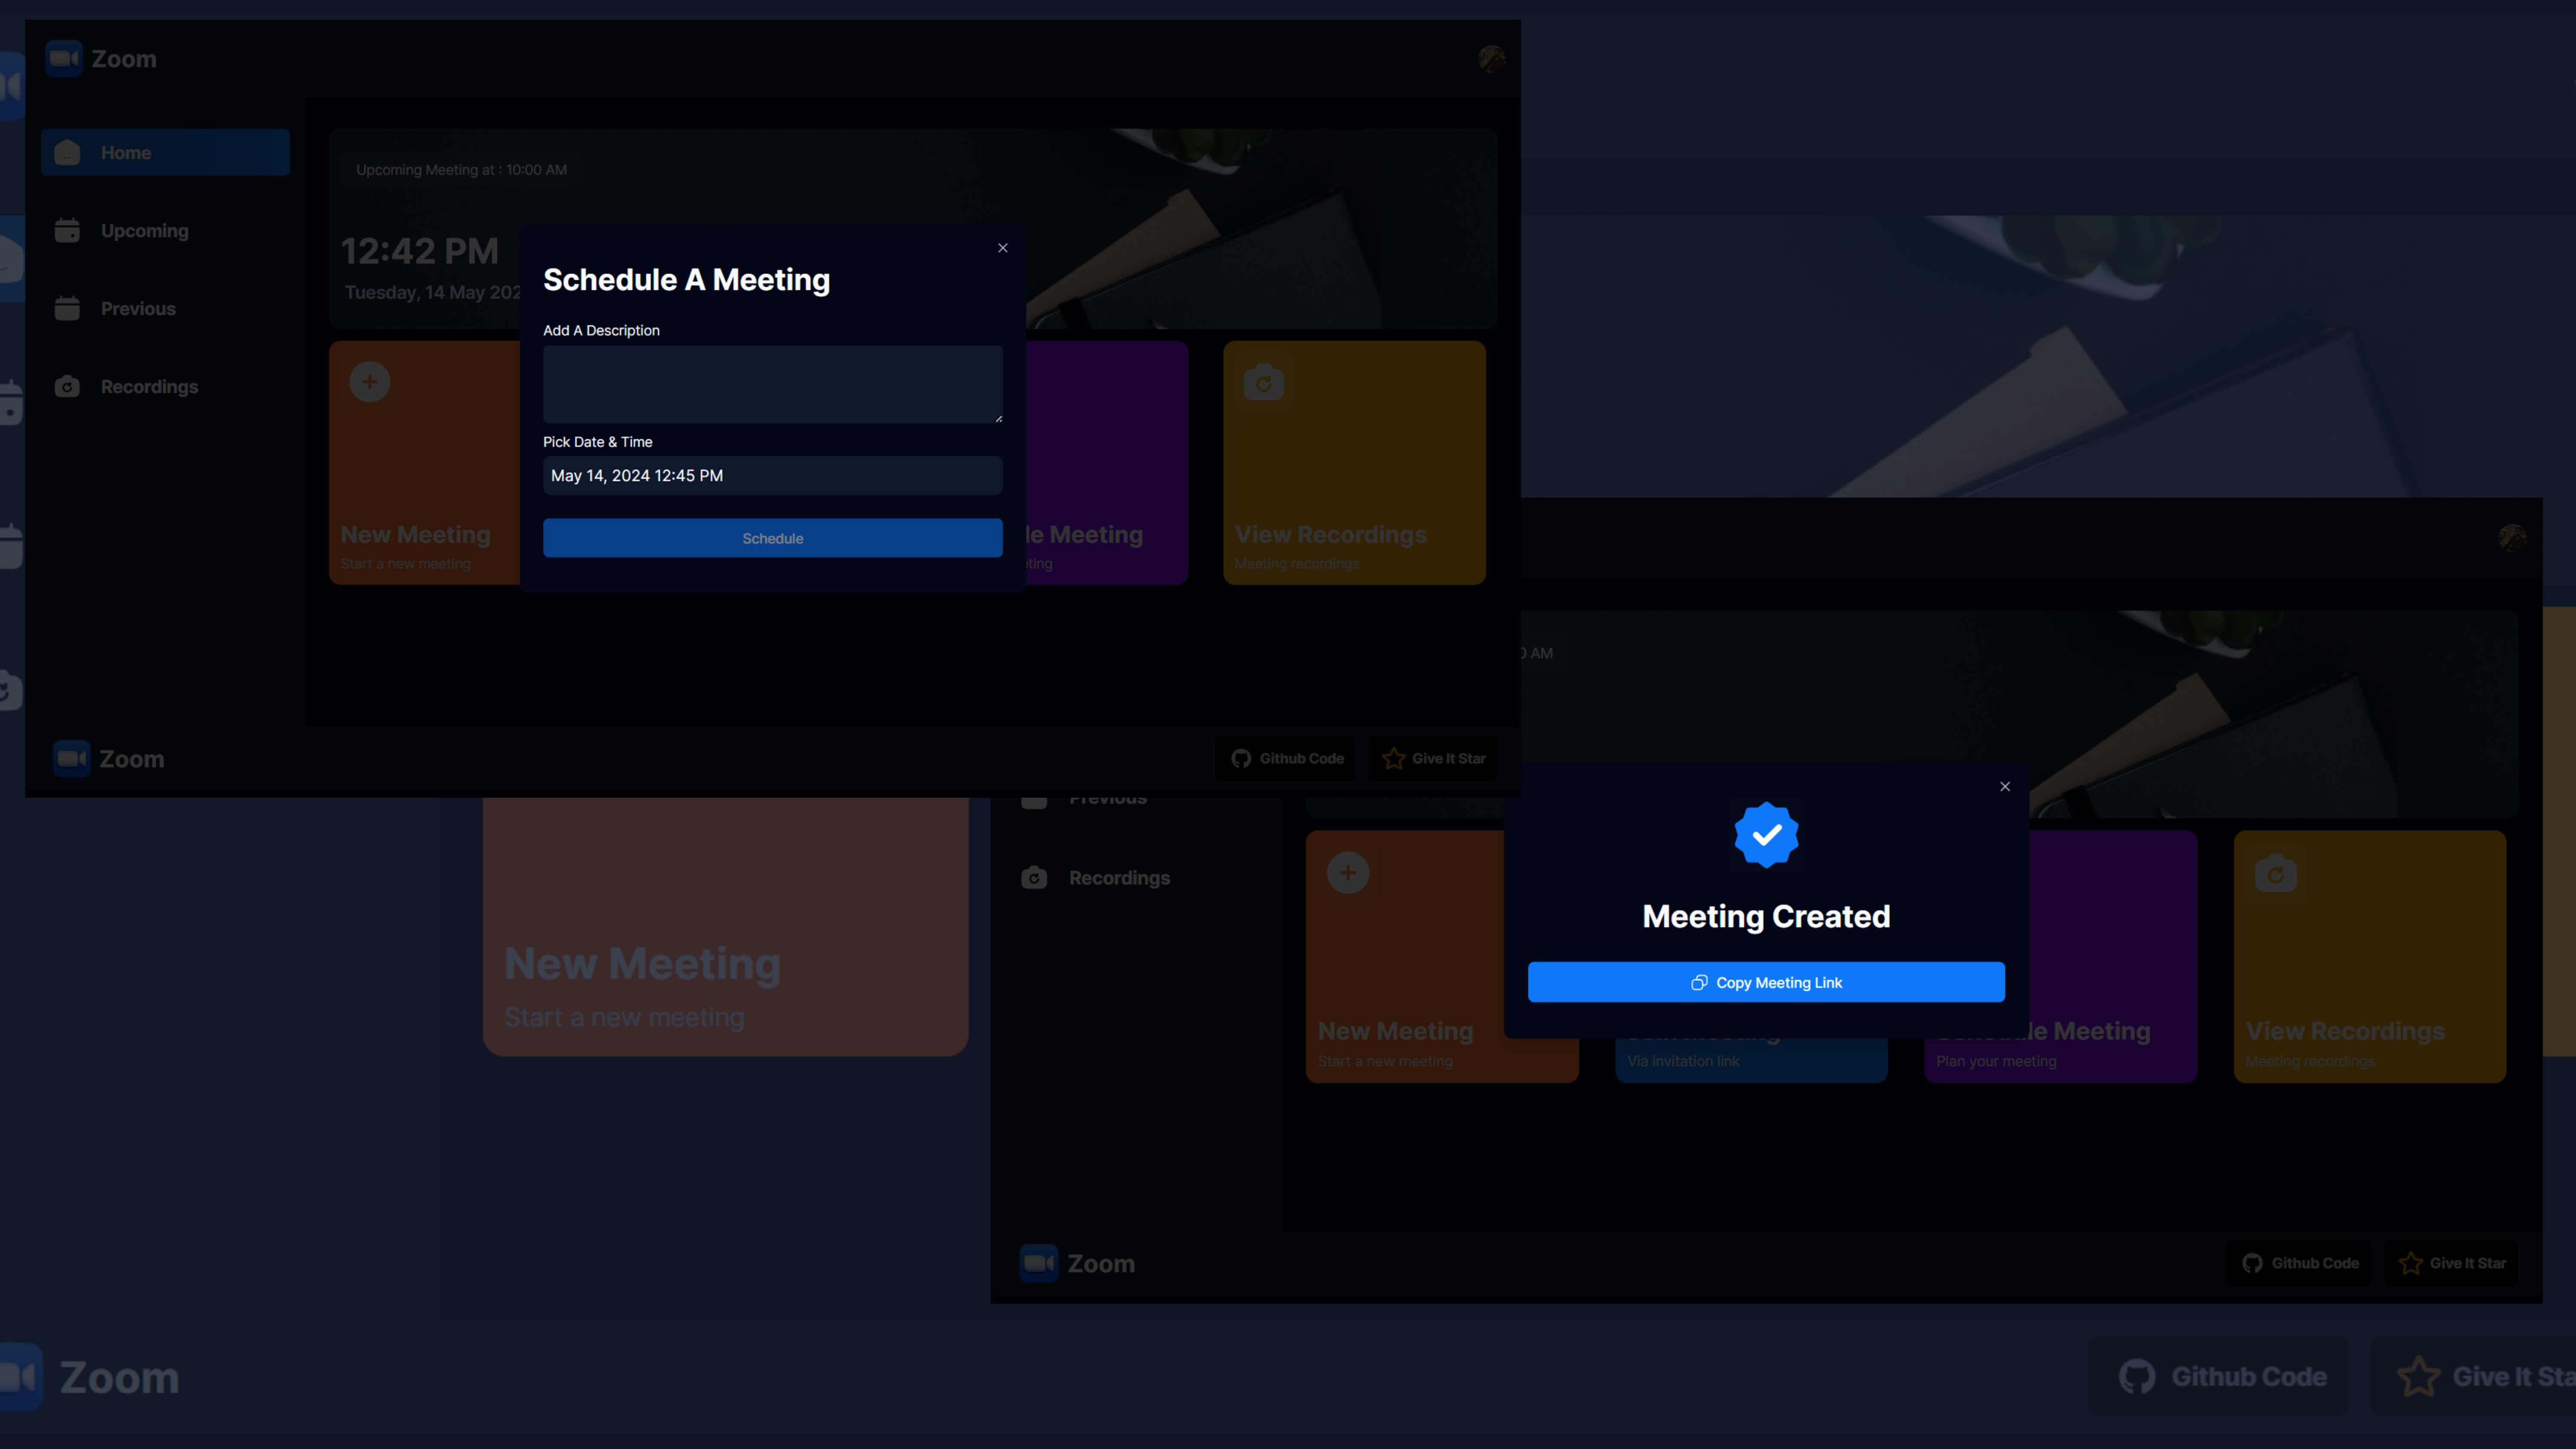 Zoom
Home
Upcoming
Previous
Recordings
Upcoming Meeting at : 10:00 AM
12:42 PM
Tuesday, 14 May 202
Schedule A Meeting
Add A Description
Pick Date & Time
May 14, 2024 12:45 PM
Schedule
New Meeting
Start a new meeting
le Meeting
eting
View Recordings
Meeting recordings
Zoom
Github Code
Give It Star
0 AM
Previous
Recordings
Meeting Created
Copy Meeting Link
New Meeting
Start a new meeting
Via invitation link
le Meeting
Plan your meeting
View Recordings
Meeting recordings
Zoom
Github Code
Give It Star
New Meeting
Start a new meeting
Zoom
Github Code
Give It Sta